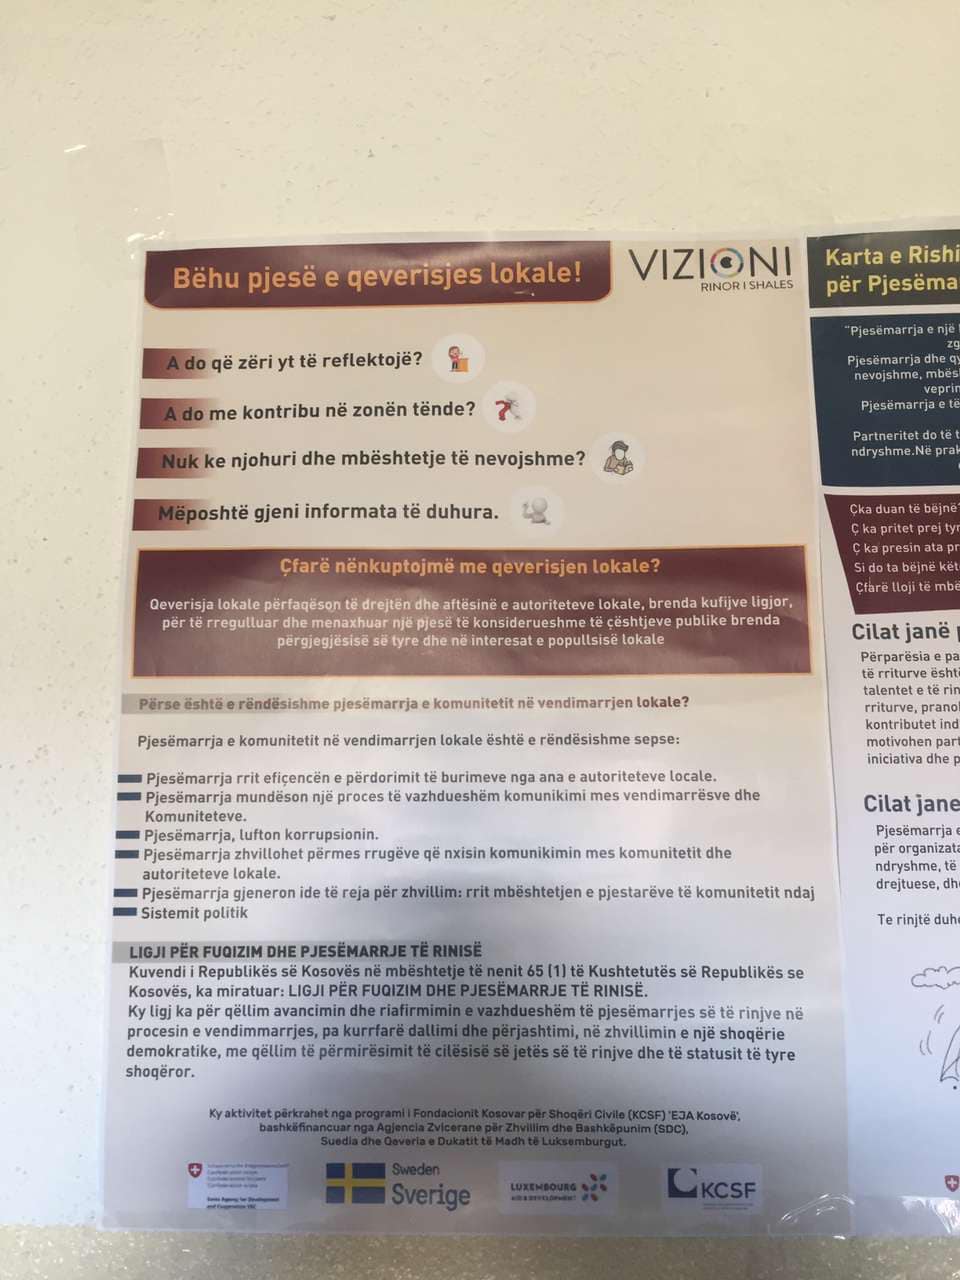 Bëhu pjesë e qeverisjes lokale!
VIZIONI
RINOR I SHALES
A do që zëri yt të reflektojë?
A do me kontribu në zonën tënde?
Nuk ke njohuri dhe mbështetje të nevojshme?
Mëposhtë gjeni informata të duhura.
Çfarë nënkuptojmë me qeverisjen lokale?
Qeverisja lokale përfaqëson të drejtën dhe aftësinë e autoriteteve lokale, brenda kufijve ligjor,
për të rregulluar dhe menaxhuar një pjesë të konsiderueshme të çështjeve publike brenda
përgjegjësisë së tyre dhe në interesat e popullsisë lokale
Përse është e rëndësishme pjesëmarrja e komunitetit në vendimarrjen lokale?
Pjesëmarrja e komunitetit në vendimarrjen lokale është e rëndësishme sepse:
Pjesëmarrja rrit efiçencën e përdorimit të burimeve nga ana e autoriteteve locale.
Pjesëmarrja mundëson një proces të vazhdueshëm komunikimi mes vendimarrësve dhe
Komuniteteve.
Pjesëmarrja, lufton korrupsionin.
Pjesëmarrja zhvillohet përmes rrugëve që nxisin komunikimin mes komunitetit dhe
autoriteteve lokale.
Pjesëmarrja gjeneron ide të reja për zhvillim: rrit mbështetjen e pjestarëve të komunitetit ndaj
Sistemit politik
LIGJI PËR FUQIZIM DHE PJESËMARRJE TË RINISË
Kuvendi i Republikës së Kosovës në mbështetje të nenit 65 (1) të Kushtetutës së Republikës se
Kosovës, ka miratuar: LIGJI PËR FUQIZIM DHE PJESËMARRJE TË RINISË.
Ky ligj ka për qëllim avancimin dhe riafirmimin e vazhdueshëm të pjesëmarrjes së të rinjve në
procesin e vendimmarrjes, pa kurrfarë dallimi dhe përjashtimi, në zhvillimin e një shoqërie
demokratike, me qëllim të përmirësimit të cilësisë së jetës së të rinjve dhe të statusit të tyre
shoqëror.
Ky aktivitet përkrahet nga programi i Fondacionit Kosovar për Shoqëri Civile (KCSF) 'EJA Kosovë',
bashkëfinancuar nga Agjencia Zvicerane për Zhvillim dhe Bashkëpunim (SDC),
Suedia dhe Qeveria e Dukatit të Madh të Luksemburgut.
Swiss Agency for Development
and Cooperation SDC
Sweden
Sverige
LUXEMBOURG
AID & DEVELOPMENT
KCSF
Karta e Rishi
për Pjesëma
"Pjesëmarrja e një
zg
Pjesëmarrja dhe qy
nevojshme, mbësh
veprin
Pjesëmarrja e të
Partneritet do të t
ndryshme.Në prak
Çka duan të bëjnë?
Ç ka pritet prej tyr
Ç ka presin ata pr
Si do ta bëjnë kët
Çfarë lloji të mbë
Cilat janë p
Përparësia e pa
të rriturve ësht
talentet e të rin
rriturve, pranoh
kontributet ind
motivohen part
iniciativa dhe p
Cilat jane
Pjesëmarrja e
për organizata
ndryshme, të
drejtuese, dh
Te rinjtë duhe